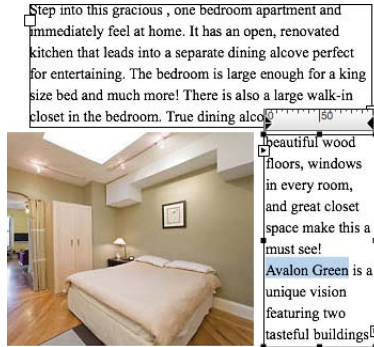 Step into this gracious , one bedroom apartment and
immediately feel at home. It has an open, renovated
kitchen that leads into a separate dining alcove perfect
for entertaining. The bedroom is large enough for a king
size bed and much more! There is also a large walk-in
closet in the bedroom. True dining alco
0 50
beautiful wood
floors, windows
in every room,
and great closet
space make this a
must see!
Avalon Green is a
unique vision
featuring two
tasteful buildings